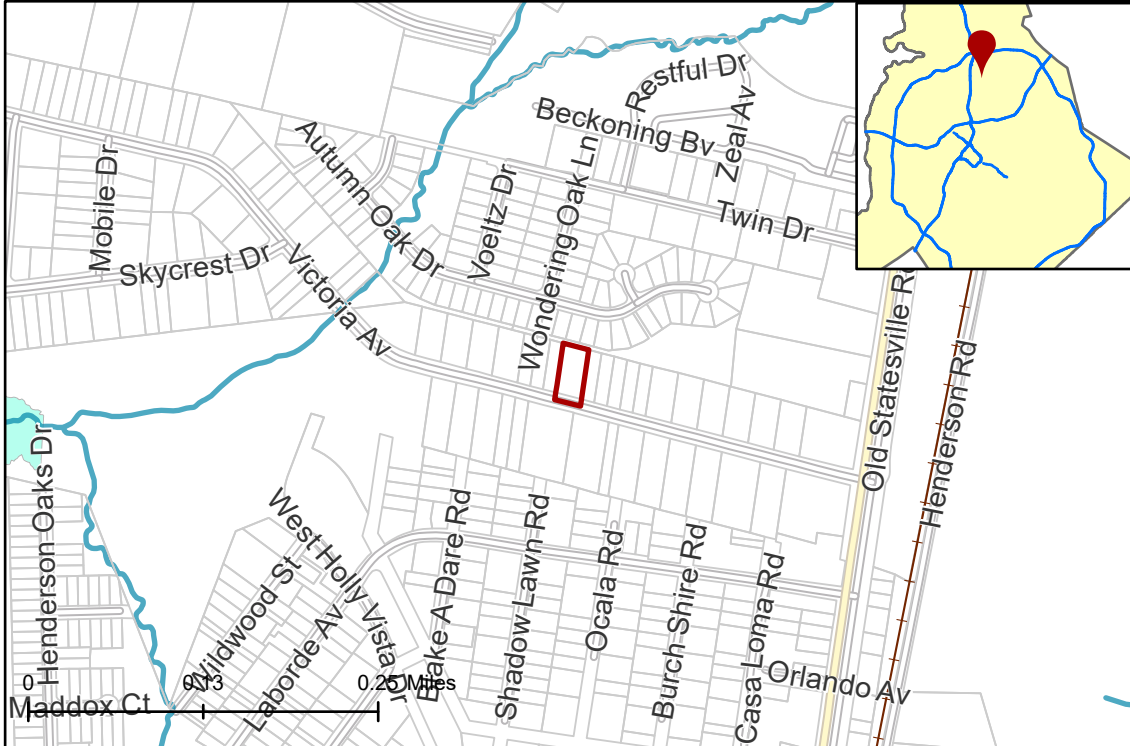 Restful Dr
Beckoning Bv
Zeal Av
Autumn Oak Dr
Mobile Dr
Voeltz Dr
Wondering Oak Ln
Twin Dr
Skycrest Dr
Victoria Av
Old Statesville Rd
Henderson Rd
Henderson Oaks Dr
West Holly Vista Dr
Blake A Dare Rd
Shadow Lawn Rd
Ocala Rd
Burch Shire Rd
Casa Loma Rd
Wildwood St
Laborde Av
Orlando Av
0 0.13 0.25 Miles
Maddox Ct